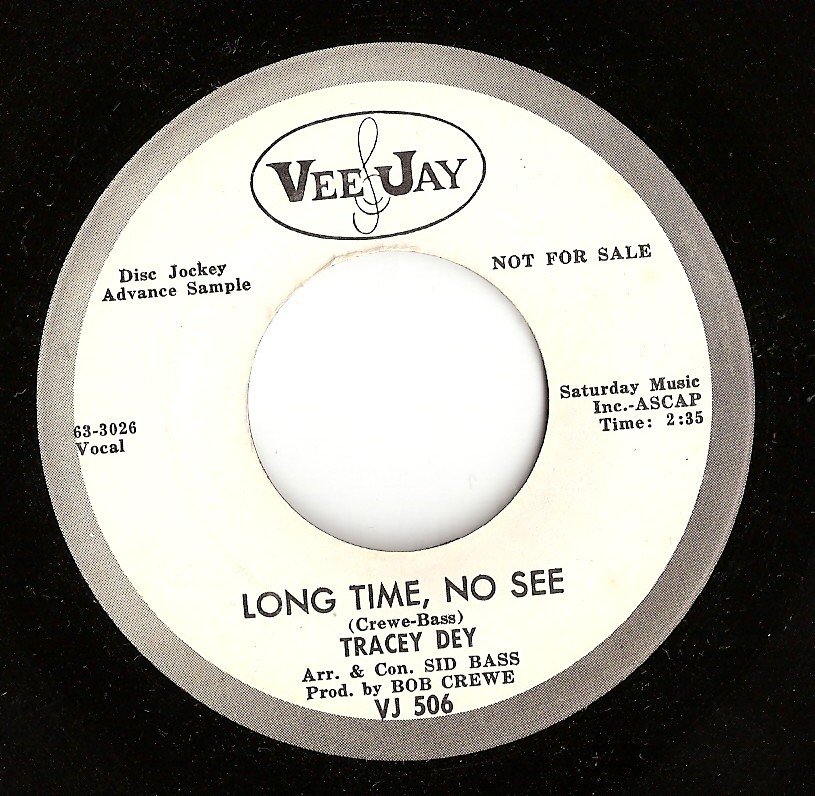 VEE JAY
Disc Jockey
Advance Sample
NOT FOR SALE
63-3026
Vocal
Saturday Music
Inc.-ASCAP
Time: 2:35
LONG TIME, NO SEE
(Crewe-Bass)
TRACEY DEY
Arr. & Con. SID BASS
Prod. by BOB CREWE
VJ 506